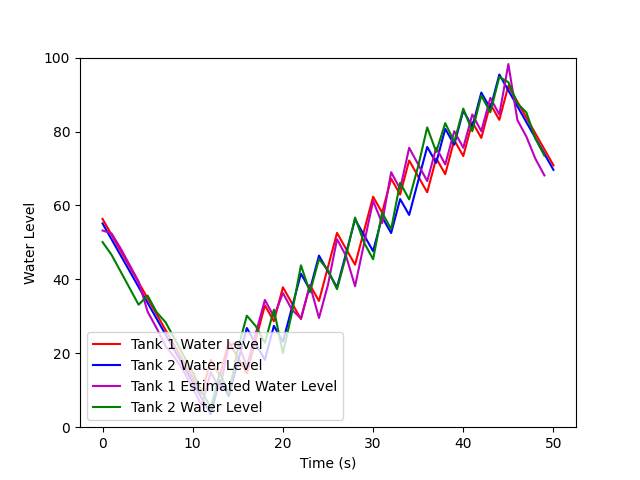 100
80
60
40
20
0
Water Level
Tank 1 Water Level
Tank 2 Water Level
Tank 1 Estimated Water Level
Tank 2 Water Level
0 10 20 30 40 50
Time (s)